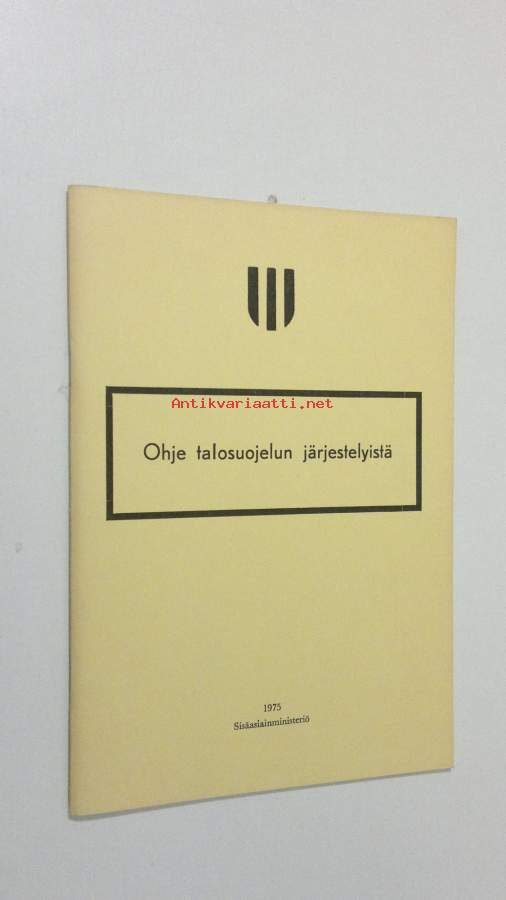 Antikvariaatti.net
Ohje talosuojelun järjestelyistä
1975
Sisäasiainministeriö